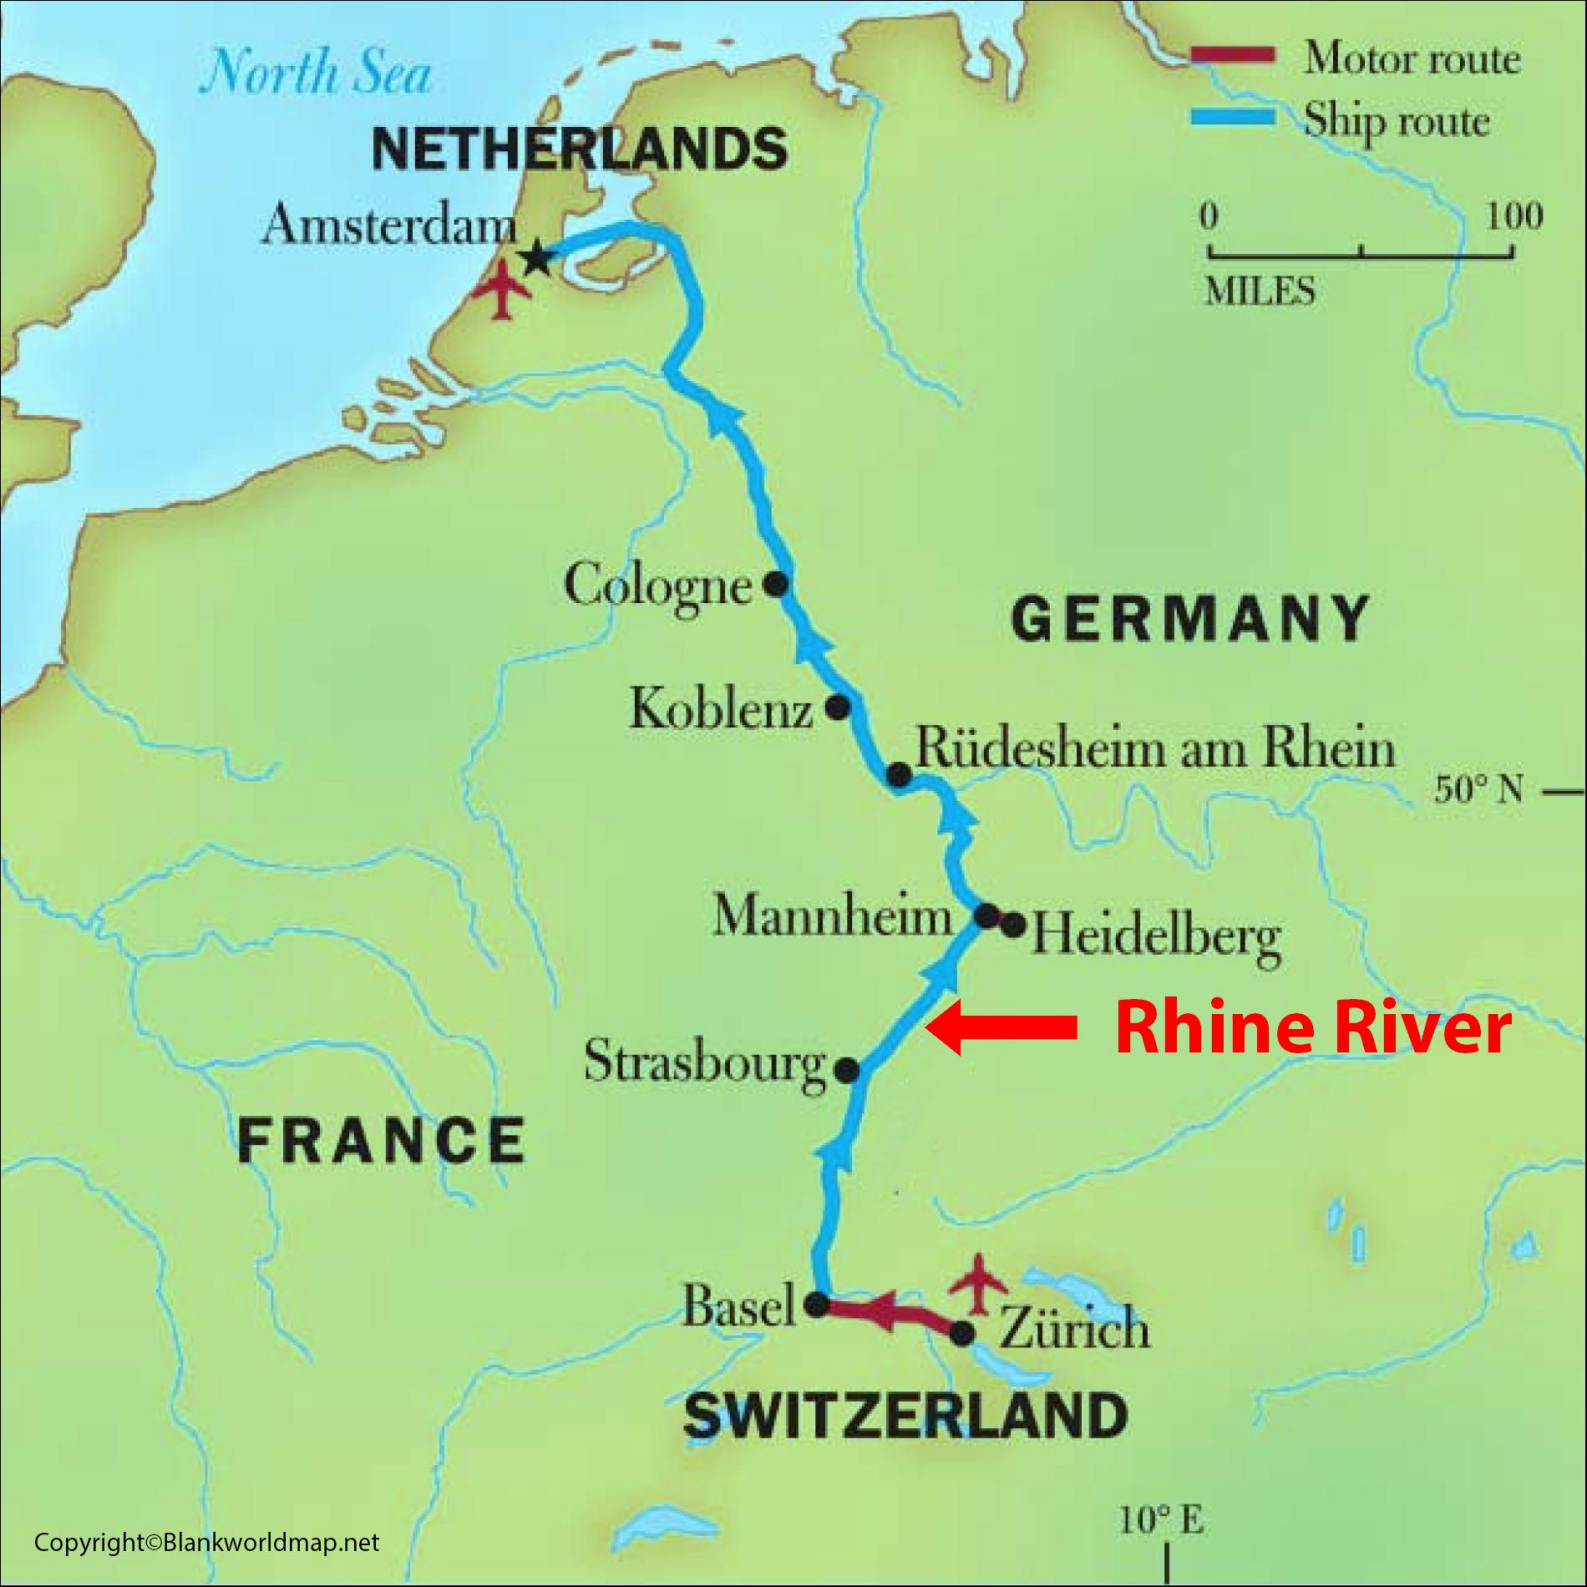 North Sea
Motor route
Ship route
NETHERLANDS
Amsterdam
0 100
MILES
Cologne
GERMANY
Koblenz
Rüdesheim am Rhein
50° N
Mannheim
Heidelberg
Rhine River
Strasbourg
FRANCE
Basel
Zürich
SWITZERLAND
10° E
Copyright©Blankworldmap.net